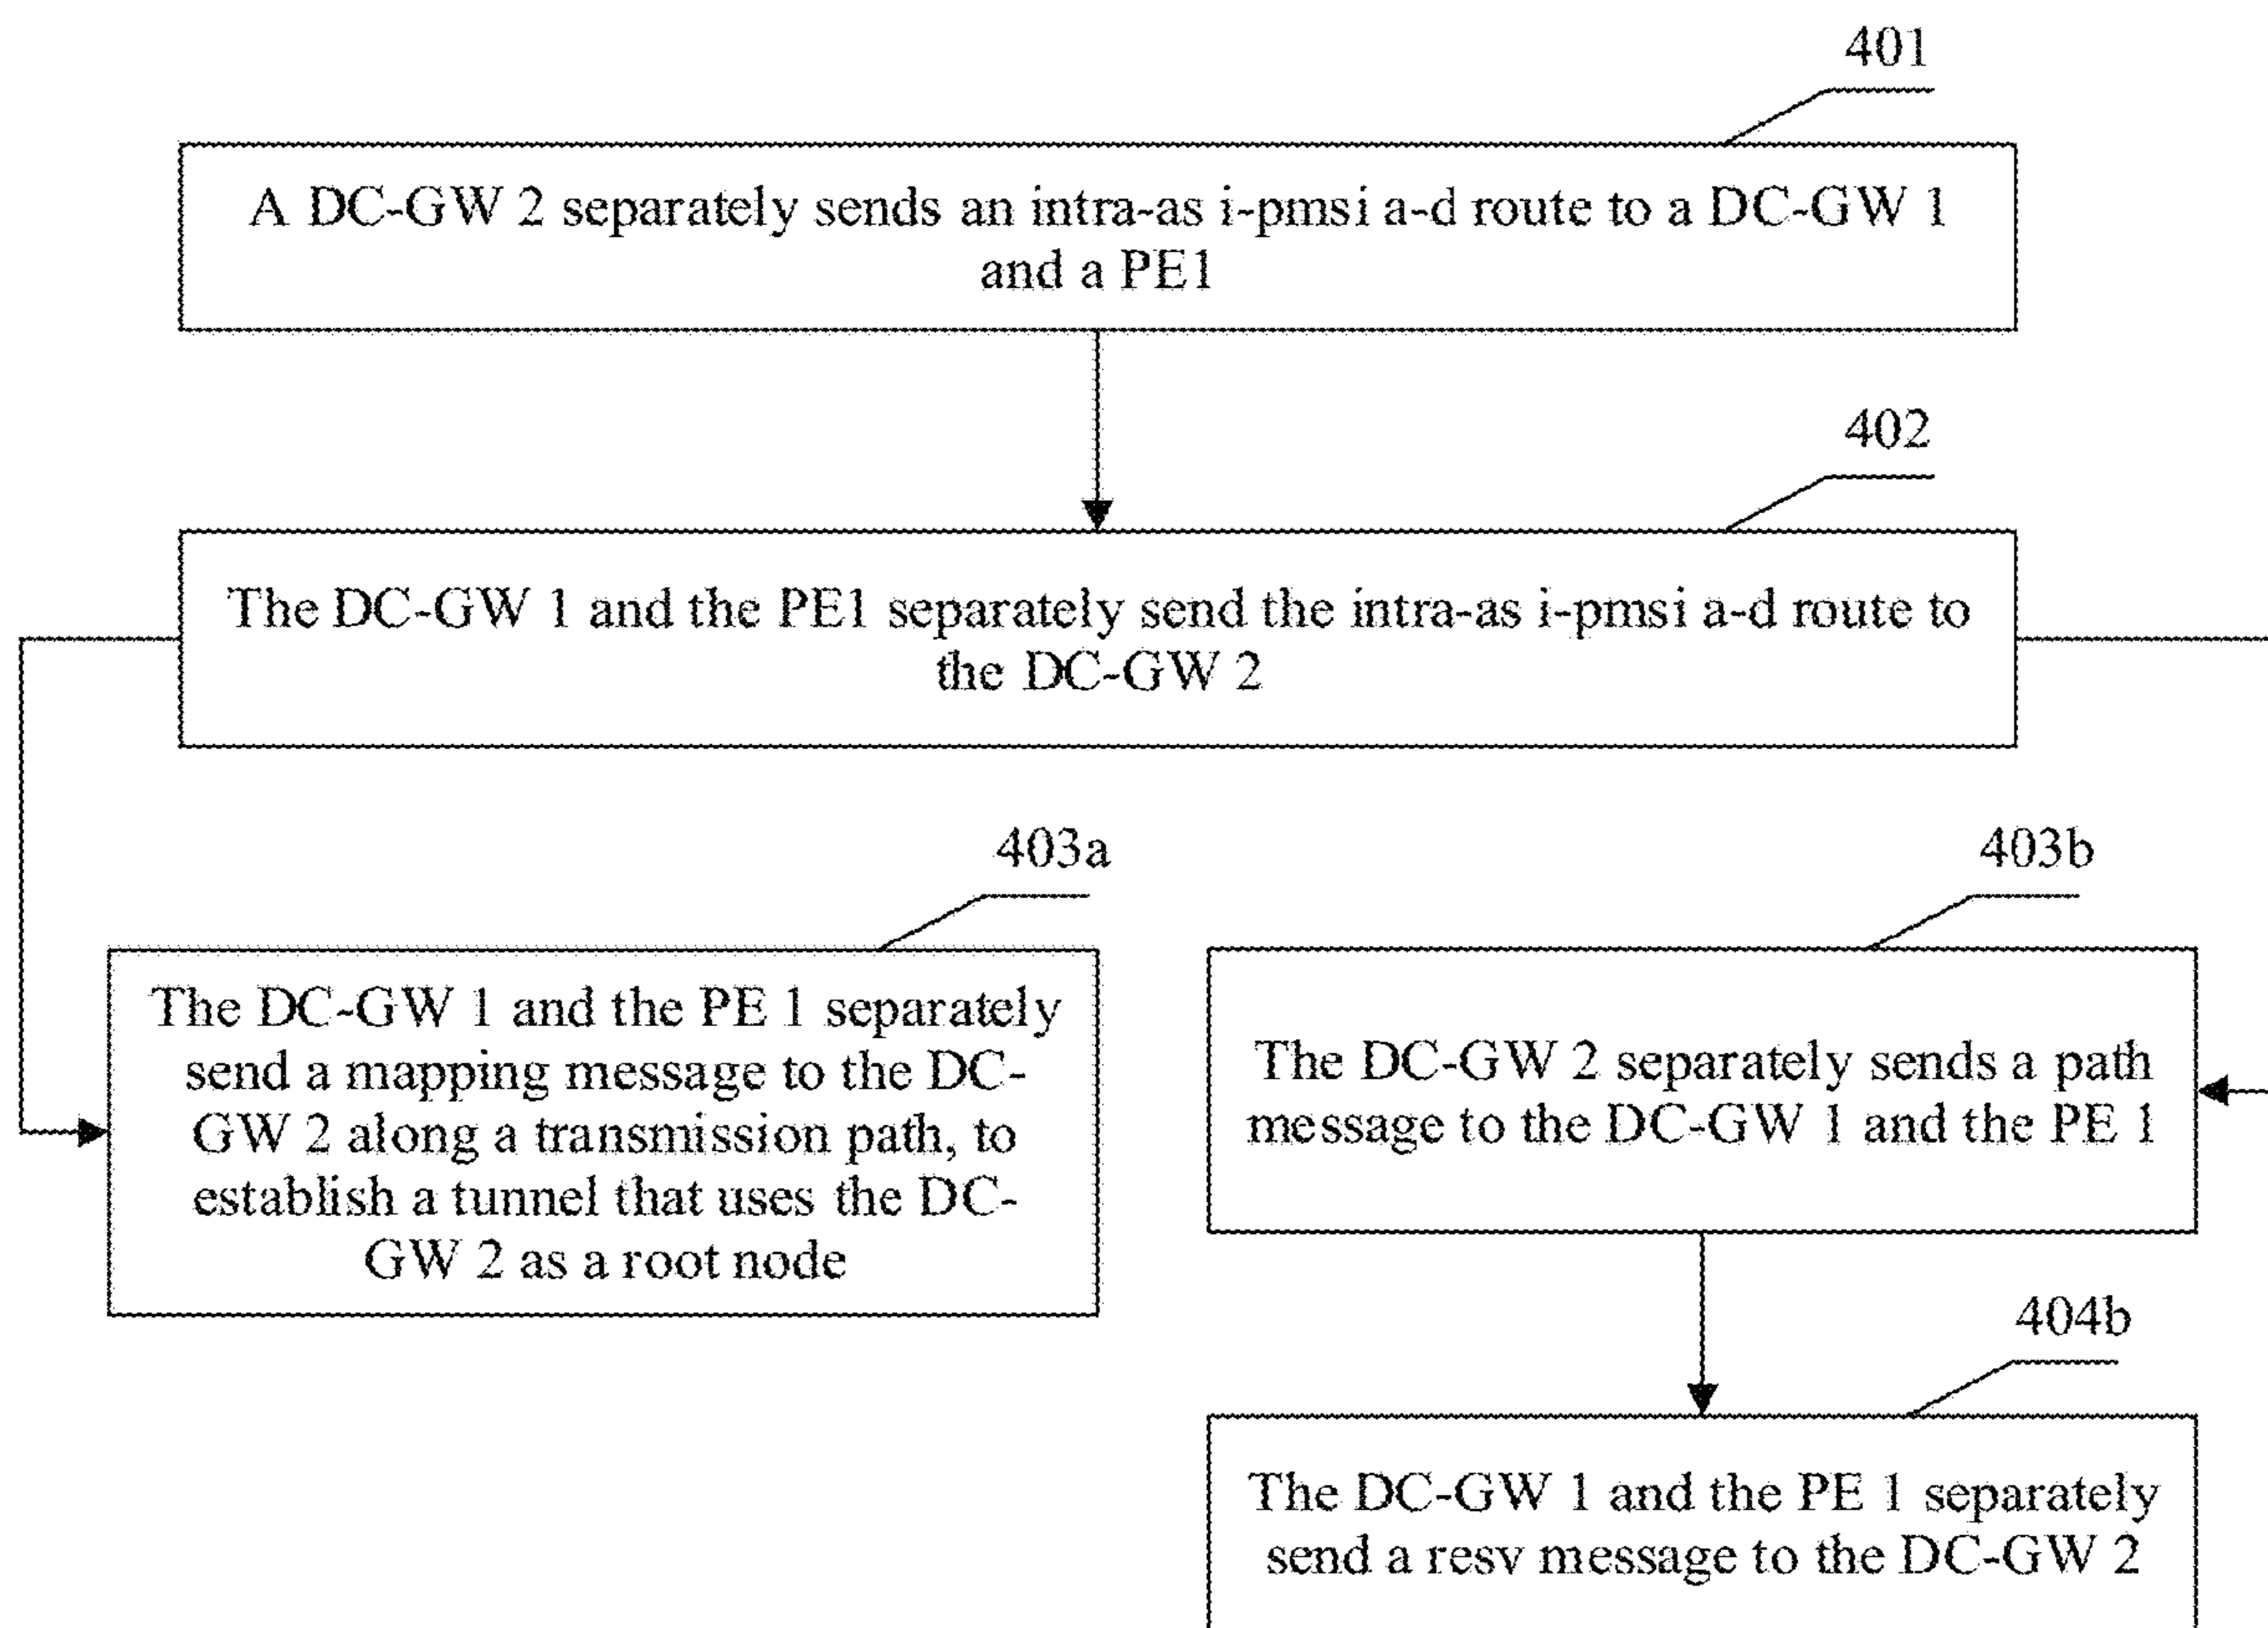 401
A DC-GW 2 separately sends an intra-as i-pmsi a-d route to a DC-GW 1
and a PE1
402
The DC-GW 1 and the PE1 separately send the intra-as i-pmsi a-d route to
the DC-GW 2
403a
The DC-GW 1 and the PE 1 separately
send a mapping message to the DC-
GW 2 along a transmission path, to
establish a tunnel that uses the DC-
GW 2 as a root node
403b
The DC-GW 2 separately sends a path
message to the DC-GW 1 and the PE 1
404b
The DC-GW 1 and the PE 1 separately
send a resv message to the DC-GW 2